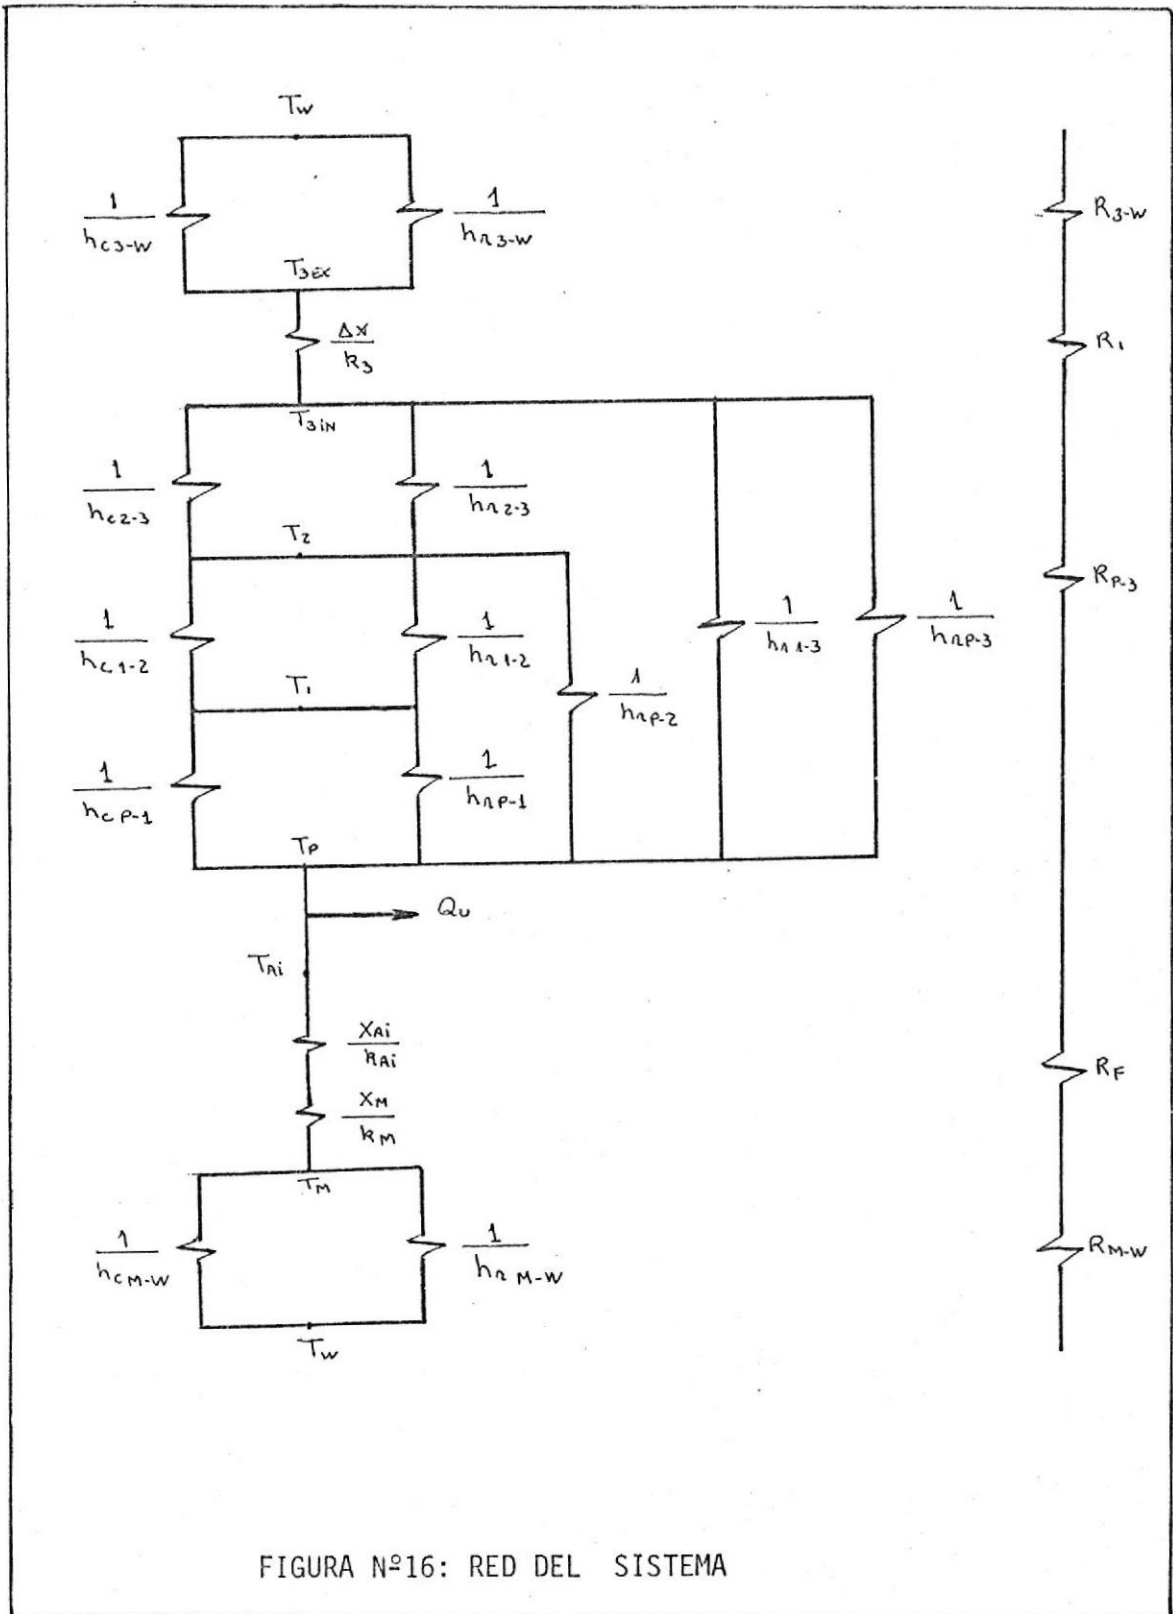 Tw
1 / hc3-w
1 / hr3-w
R3-w
T3EX
Δx / k3
R1
T3iN
1 / hc2-3
1 / hr2-3
T2
RP-3
1 / hc1-2
1 / hr1-2
1 / hr1-3
1 / hrP-3
T1
1 / hrP-2
1 / hcP-1
1 / hrP-1
TP
Qu
TAi
XAi / kAi
RF
XM / kM
TM
1 / hcM-w
1 / hrM-w
RM-w
Tw
FIGURA Nº16: RED DEL SISTEMA